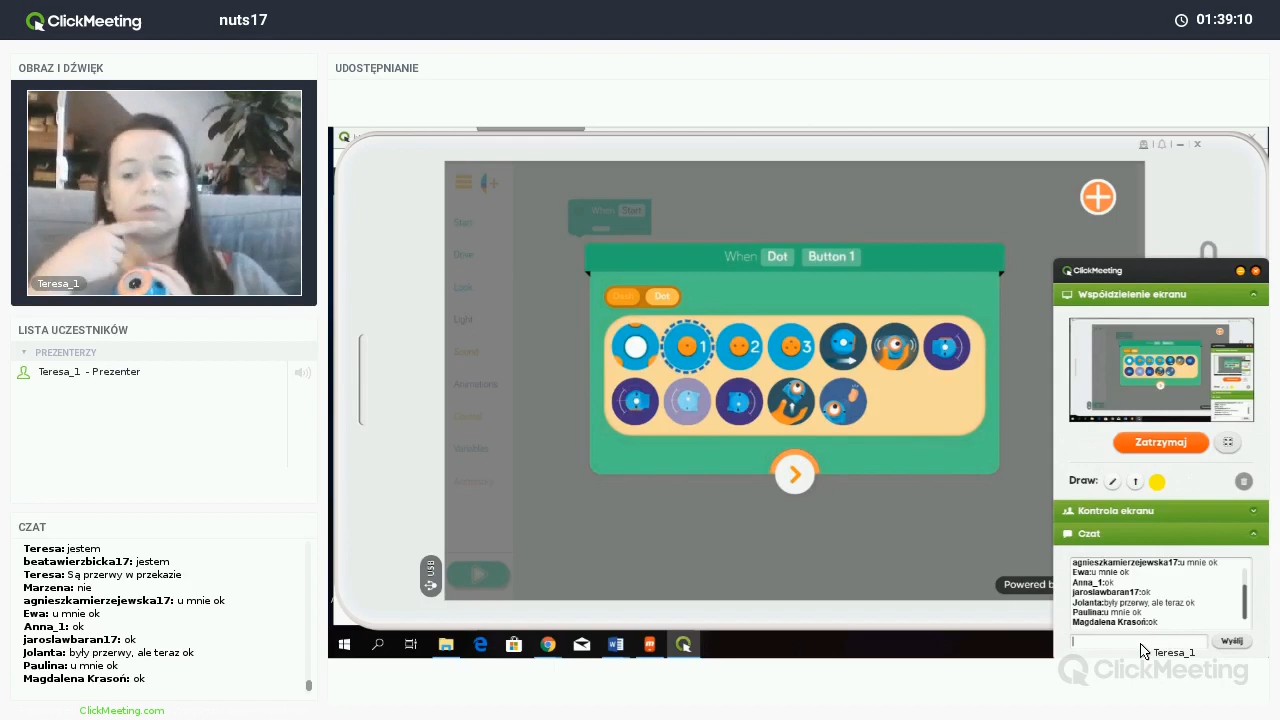 ClickMeeting
nuts17
01:39:10
OBRAZ I DŹWIĘK
Teresa_1
LISTA UCZESTNIKÓW
PREZENTERZY
Teresa_1 - Prezenter
CZAT
Teresa: jestem
beatawierzbicka17: jestem
Teresa: Są przerwy w przekazie
Marzena: nie
agnieszkamierzejewska17: u mnie ok
Ewa: u mnie ok
Anna_1: ok
jaroslawbaran17: ok
Jolanta: były przerwy, ale teraz ok
Paulina: u mnie ok
Magdalena Krasoń: ok
ClickMeeting.com
UDOSTĘPNIANIE
Start
Drive
Look
Light
Sound
Animations
Control
Variables
Accessory
When Start
When Dot Button 1
Dash Dot
1
2
3
USB
Powered b
ClickMeeting
Współdzielenie ekranu
Zatrzymaj
Draw:
Kontrola ekranu
Czat
agnieszkamierzejewska17:u mnie ok
Ewa:u mnie ok
Anna_1:ok
jaroslawbaran17:ok
Jolanta:były przerwy, ale teraz ok
Paulina:u mnie ok
Magdalena Krasoń:ok
Wyślij
Teresa_1
ClickMeeting